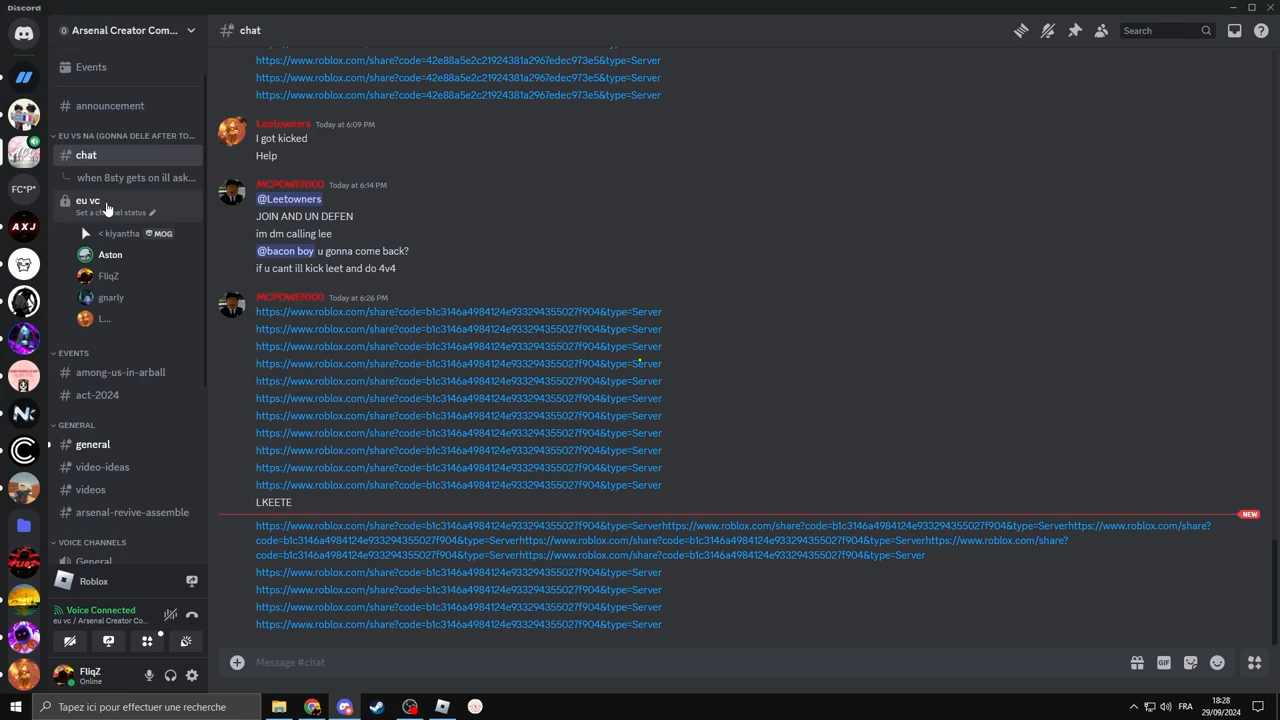 Discord
Arsenal Creator Com...
chat
Search
Events
announcement
EU VS NA (GONNA DELE AFTER TO...
chat
when 8sty gets on ill ask...
eu vc
Set a channel status
< kiyantha MOG
Aston
FliqZ
gnarly
L...
EVENTS
among-us-in-arball
act-2024
GENERAL
general
video-ideas
videos
arsenal-revive-assemble
VOICE CHANNELS
General
Roblox
Voice Connected
eu vc / Arsenal Creator Co...
FliqZ
Online
FC*P*
AXJ
https://www.roblox.com/share?code=42e88a5e2c21924381a2967edec973e5&type=Server
https://www.roblox.com/share?code=42e88a5e2c21924381a2967edec973e5&type=Server
https://www.roblox.com/share?code=42e88a5e2c21924381a2967edec973e5&type=Server
Leetowners Today at 6:09 PM
I got kicked
Help
MCPOWER100 Today at 6:14 PM
@Leetowners
JOIN AND UN DEFEN
im dm calling lee
@bacon boy u gonna come back?
if u cant ill kick leet and do 4v4
MCPOWER100 Today at 6:26 PM
https://www.roblox.com/share?code=b1c3146a4984124e933294355027f904&type=Server
https://www.roblox.com/share?code=b1c3146a4984124e933294355027f904&type=Server
https://www.roblox.com/share?code=b1c3146a4984124e933294355027f904&type=Server
https://www.roblox.com/share?code=b1c3146a4984124e933294355027f904&type=Server
https://www.roblox.com/share?code=b1c3146a4984124e933294355027f904&type=Server
https://www.roblox.com/share?code=b1c3146a4984124e933294355027f904&type=Server
https://www.roblox.com/share?code=b1c3146a4984124e933294355027f904&type=Server
https://www.roblox.com/share?code=b1c3146a4984124e933294355027f904&type=Server
https://www.roblox.com/share?code=b1c3146a4984124e933294355027f904&type=Server
https://www.roblox.com/share?code=b1c3146a4984124e933294355027f904&type=Server
https://www.roblox.com/share?code=b1c3146a4984124e933294355027f904&type=Server
LKEETE
NEW
https://www.roblox.com/share?code=b1c3146a4984124e933294355027f904&type=Serverhttps://www.roblox.com/share?code=b1c3146a4984124e933294355027f904&type=Serverhttps://www.roblox.com/share?
code=b1c3146a4984124e933294355027f904&type=Serverhttps://www.roblox.com/share?code=b1c3146a4984124e933294355027f904&type=Serverhttps://www.roblox.com/share?
code=b1c3146a4984124e933294355027f904&type=Serverhttps://www.roblox.com/share?code=b1c3146a4984124e933294355027f904&type=Server
https://www.roblox.com/share?code=b1c3146a4984124e933294355027f904&type=Server
https://www.roblox.com/share?code=b1c3146a4984124e933294355027f904&type=Server
https://www.roblox.com/share?code=b1c3146a4984124e933294355027f904&type=Server
https://www.roblox.com/share?code=b1c3146a4984124e933294355027f904&type=Server
Message #chat
GIF
Tapez ici pour effectuer une recherche
FRA
18:28
29/09/2024